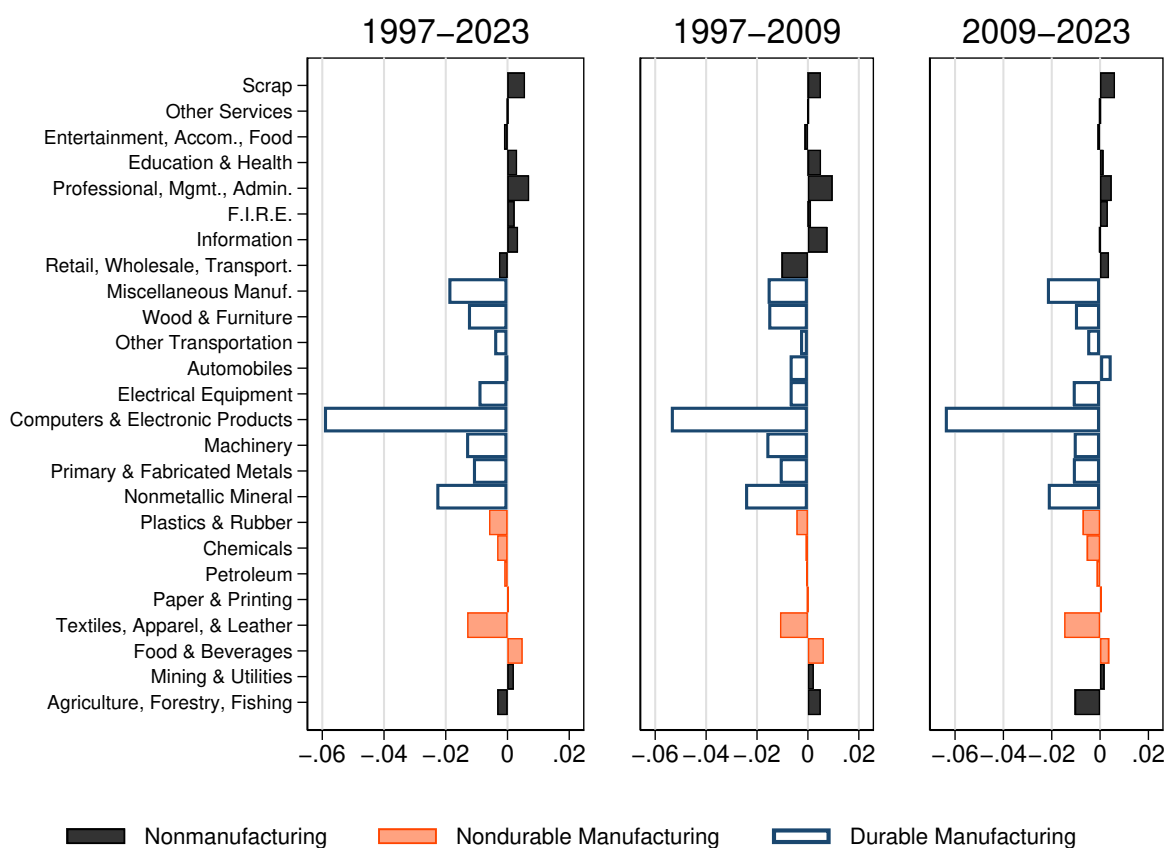 1997−2023 1997−2009 2009−2023
Scrap
Other Services
Entertainment, Accom., Food
Education & Health
Professional, Mgmt., Admin.
F.I.R.E.
Information
Retail, Wholesale, Transport.
Miscellaneous Manuf.
Wood & Furniture
Other Transportation
Automobiles
Electrical Equipment
Computers & Electronic Products
Machinery
Primary & Fabricated Metals
Nonmetallic Mineral
Plastics & Rubber
Chemicals
Petroleum
Paper & Printing
Textiles, Apparel, & Leather
Food & Beverages
Mining & Utilities
Agriculture, Forestry, Fishing
−.06 −.04 −.02 0 .02 −.06 −.04 −.02 0 .02 −.06 −.04 −.02 0 .02
Nonmanufacturing Nondurable Manufacturing Durable Manufacturing